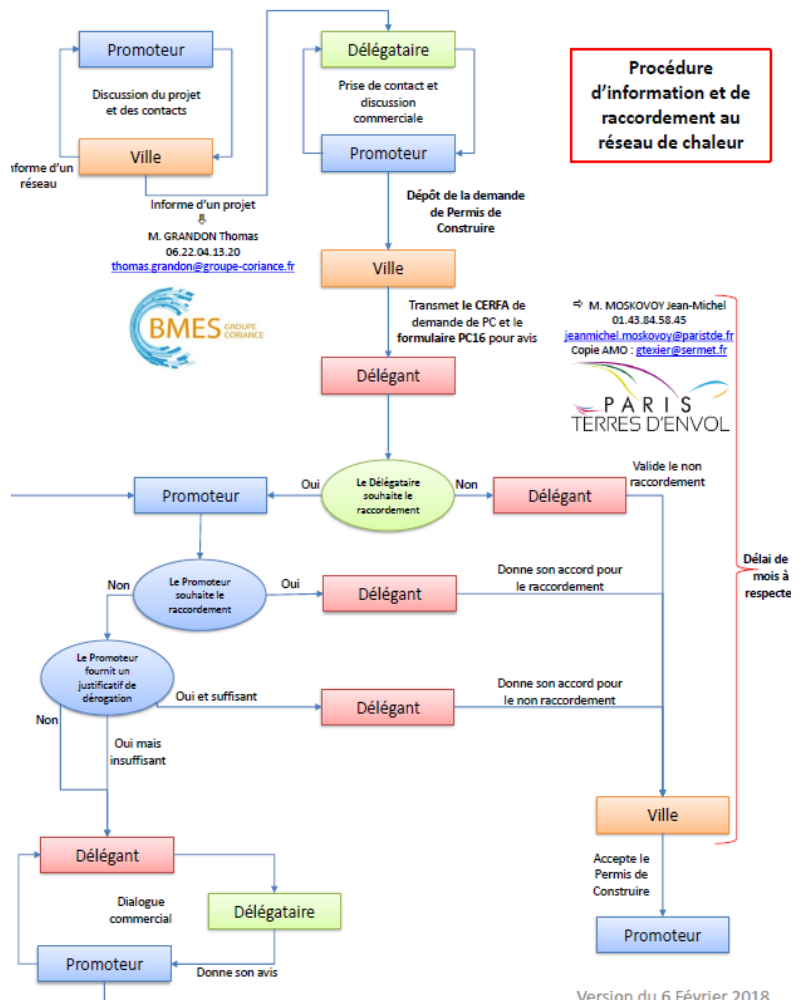 Promoteur
Discussion du projet
et des contacts
Ville
nforme d'un
réseau
Informe d'un projet
M. GRANDON Thomas
06.22.04.13.20
thomas.grandon@groupe-coriance.fr
BMES GROUPE
CORIANCE
Délégataire
Prise de contact et
discussion
commerciale
Promoteur
Dépôt de la demande
de Permis de
Construire
Ville
Transmet le CERFA de
demande de PC et le
formulaire PC16 pour avis
Délégant
Procédure
d'information et de
raccordement au
réseau de chaleur
M. MOSKOVOY Jean-Michel
01.43.84.58.45
jeanmichel.moskovoy@paristde.fr
Copie AMO : gtexier@sermet.fr
PARIS
TERRES D'ENVOL
Promoteur
Oui
Le Délégataire
souhaite le
raccordement
Non
Délégant
Valide le non
raccordement
Délai de
mois à
respecte
Non
Le Promoteur
souhaite le
raccordement
Oui
Délégant
Donne son accord pour
le raccordement
Le Promoteur
fournit un
justificatif de
dérogation
Oui et suffisant
Délégant
Donne son accord pour
le non raccordement
Non
Oui mais
insuffisant
Ville
Accepte le
Permis de
Construire
Promoteur
Délégant
Dialogue
commercial
Délégataire
Promoteur
Donne son avis
Version du 6 Février 2018